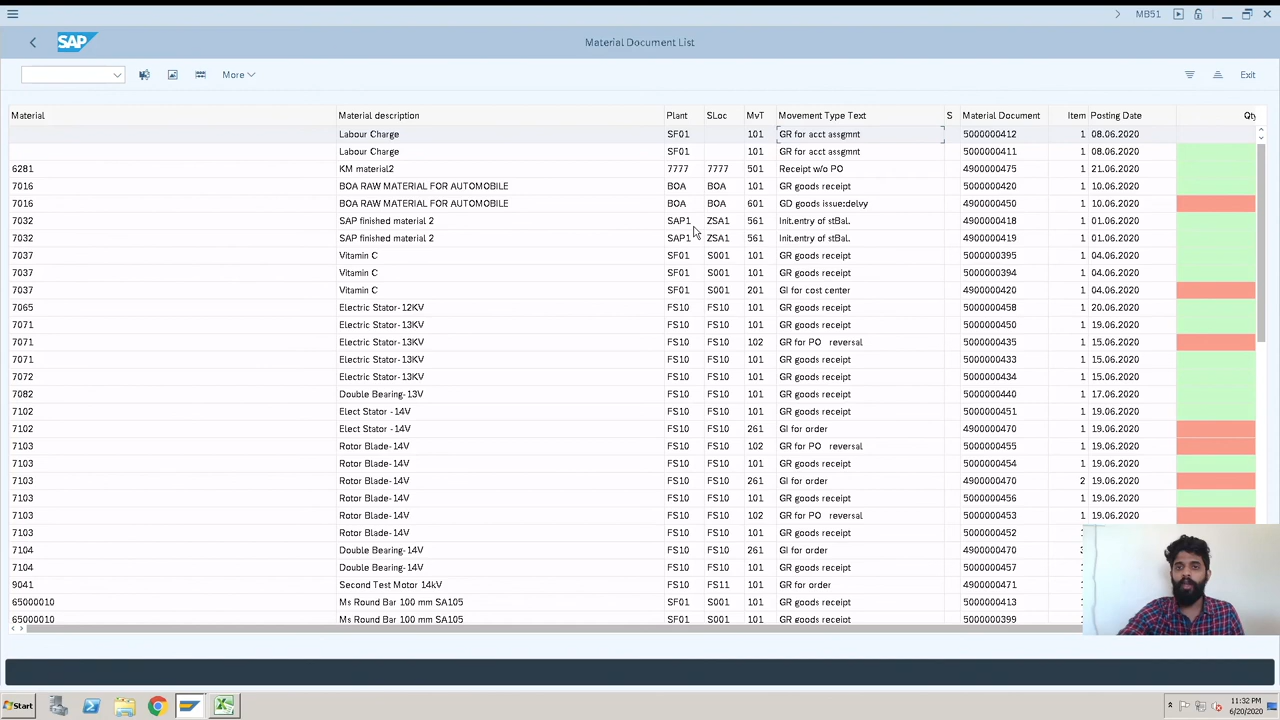 MB51
SAP Material Document List
More Exit
Material Material description Plant SLoc MvT Movement Type Text S Material Document Item Posting Date Qty
Labour Charge SF01 101 GR for acct assgmnt 5000000412 1 08.06.2020
Labour Charge SF01 101 GR for acct assgmnt 5000000411 1 08.06.2020
6281 KM material2 7777 7777 501 Receipt w/o PO 4900000475 1 21.06.2020
7016 BOA RAW MATERIAL FOR AUTOMOBILE BOA BOA 101 GR goods receipt 5000000420 1 10.06.2020
7016 BOA RAW MATERIAL FOR AUTOMOBILE BOA BOA 601 GD goods issue:delvy 4900000450 1 10.06.2020
7032 SAP finished material 2 SAP1 ZSA1 561 Init.entry of stBal. 4900000418 1 01.06.2020
7032 SAP finished material 2 SAP1 ZSA1 561 Init.entry of stBal. 4900000419 1 01.06.2020
7037 Vitamin C SF01 S001 101 GR goods receipt 5000000395 1 04.06.2020
7037 Vitamin C SF01 S001 101 GR goods receipt 5000000394 1 04.06.2020
7037 Vitamin C SF01 S001 201 GI for cost center 4900000420 1 04.06.2020
7065 Electric Stator-12KV FS10 FS10 101 GR goods receipt 5000000458 1 20.06.2020
7071 Electric Stator-13KV FS10 FS10 101 GR goods receipt 5000000450 1 19.06.2020
7071 Electric Stator-13KV FS10 FS10 102 GR for PO reversal 5000000435 1 15.06.2020
7071 Electric Stator-13KV FS10 FS10 101 GR goods receipt 5000000433 1 15.06.2020
7072 Electric Stator-13KV FS10 FS10 101 GR goods receipt 5000000434 1 15.06.2020
7082 Double Bearing-13V FS10 FS10 101 GR goods receipt 5000000440 1 17.06.2020
7102 Elect Stator -14V FS10 FS10 101 GR goods receipt 5000000451 1 19.06.2020
7102 Elect Stator -14V FS10 FS10 261 GI for order 4900000470 1 19.06.2020
7103 Rotor Blade-14V FS10 FS10 102 GR for PO reversal 5000000455 1 19.06.2020
7103 Rotor Blade-14V FS10 FS10 101 GR goods receipt 5000000454 1 19.06.2020
7103 Rotor Blade-14V FS10 FS10 261 GI for order 4900000470 2 19.06.2020
7103 Rotor Blade-14V FS10 FS10 101 GR goods receipt 5000000456 1 19.06.2020
7103 Rotor Blade-14V FS10 FS10 102 GR for PO reversal 5000000453 1 19.06.2020
7103 Rotor Blade-14V FS10 FS10 101 GR goods receipt 5000000452
7104 Double Bearing-14V FS10 FS10 261 GI for order 4900000470
7104 Double Bearing-14V FS10 FS10 101 GR goods receipt 5000000457
9041 Second Test Motor 14kV FS10 FS11 101 GR for order 4900000471
65000010 Ms Round Bar 100 mm SA105 SF01 S001 101 GR goods receipt 5000000413
65000010 Ms Round Bar 100 mm SA105 SF01 S001 101 GR goods receipt 5000000399
Start
11:32 PM
6/20/2020